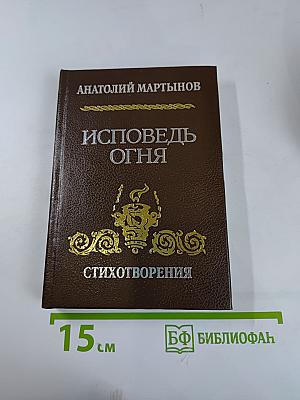 АНАТОЛИЙ МАРТЫНОВ
ИСПОВЕДЬ
ОГНЯ
СТИХОТВОРЕНИЯ
15 см
БФ БИБЛИОФАН